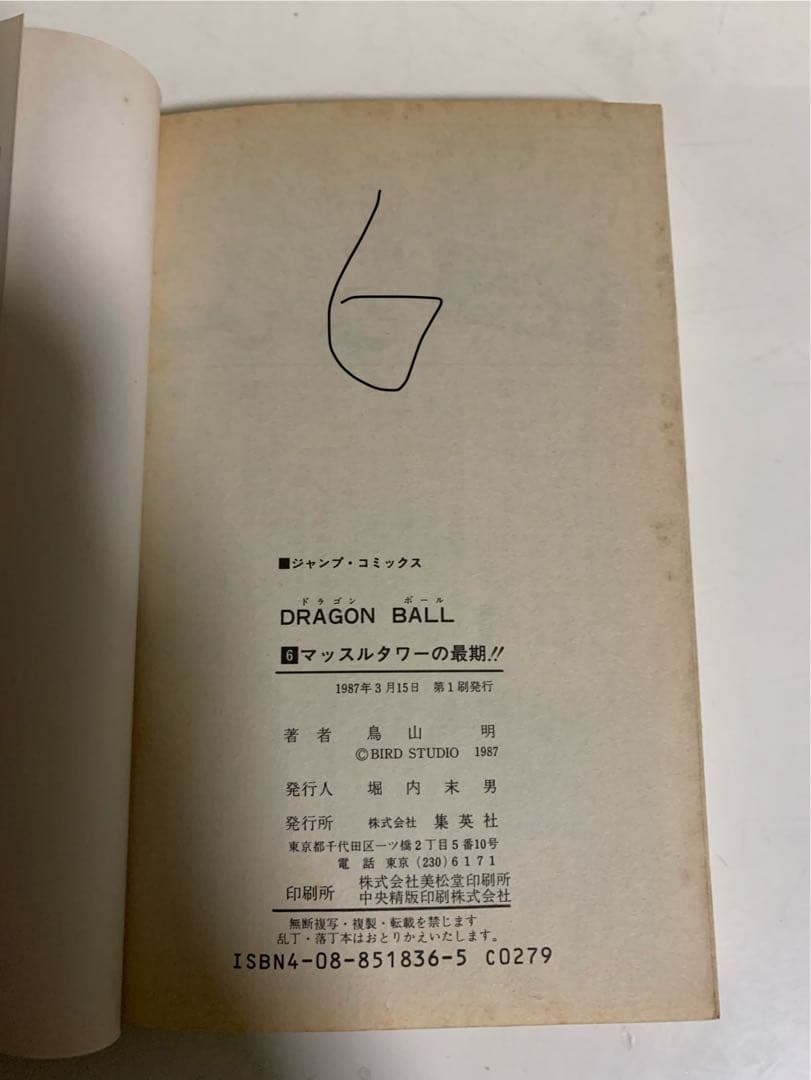 6
■ジャンプ・コミックス
ドラゴン ボール
DRAGON BALL
6マッスルタワーの最期!!
1987年3月15日 第1刷発行
著者 鳥山 明
©BIRD STUDIO 1987
発行人 堀内末男
発行所 株式会社 集英社
東京都千代田区一ツ橋2丁目5番10号
電話 東京(230)6171
印刷所 株式会社美松堂印刷所
中央精版印刷株式会社
無断複写・複製・転載を禁じます
乱丁・落丁本はおとりかえいたします。
ISBN4-08-851836-5 C0279